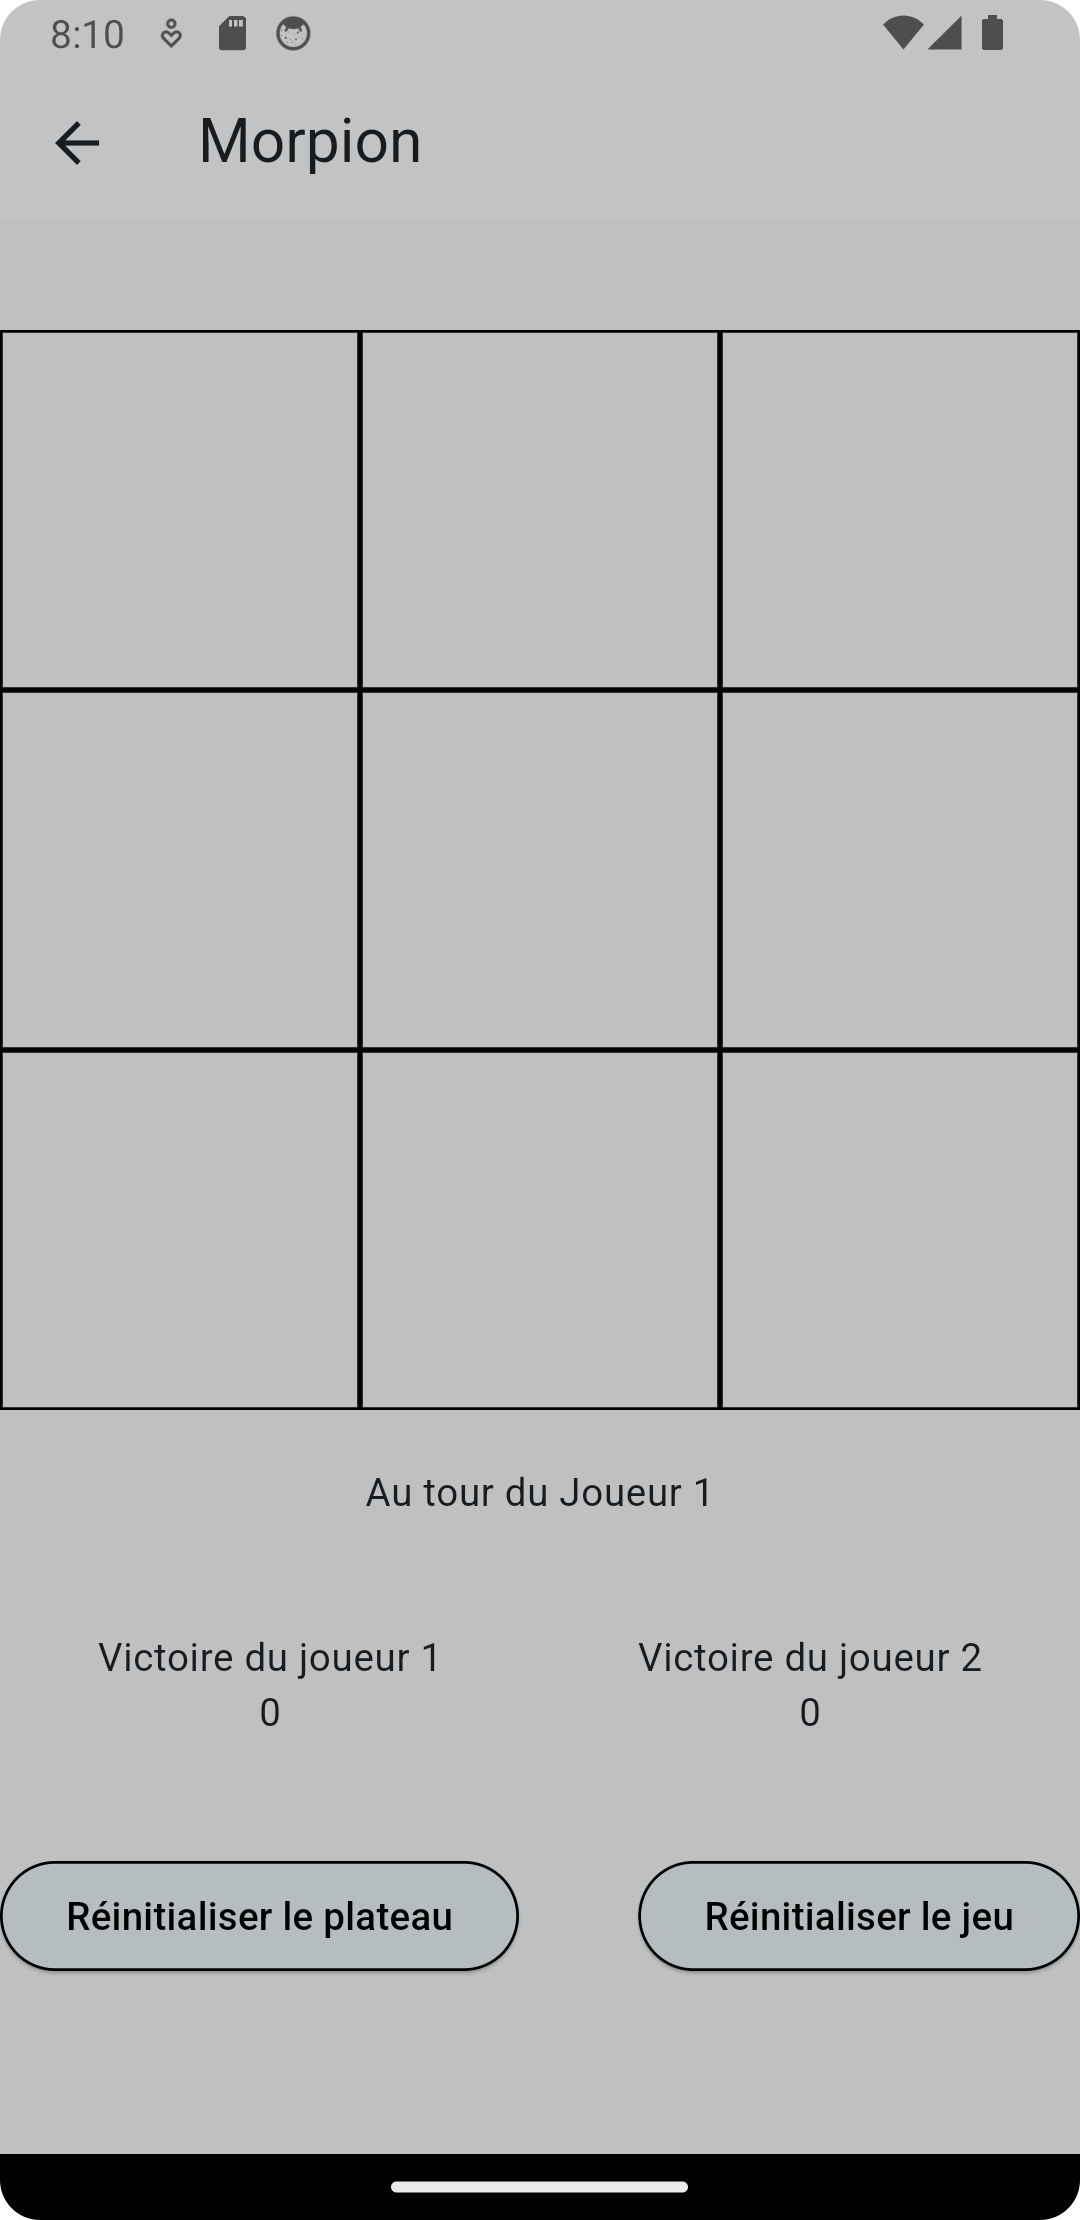 8:10
Morpion
Au tour du Joueur 1
Victoire du joueur 1
0
Victoire du joueur 2
0
Réinitialiser le plateau
Réinitialiser le jeu